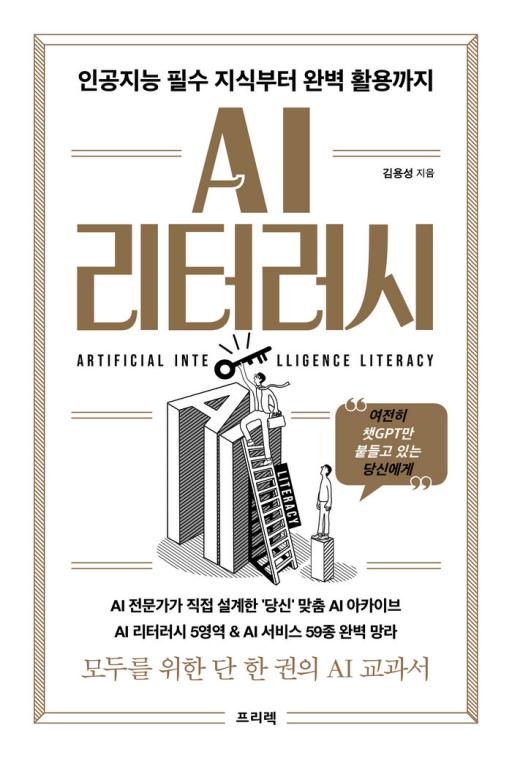 인공지능 필수 지식부터 완벽 활용까지
AI
김용성 지음
리터러시
ARTIFICIAL INTE LLIGENCE LITERACY
AI
LITERACY
여전히
챗GPT만
붙들고 있는
당신에게
AI 전문가가 직접 설계한 '당신' 맞춤 AI 아카이브
AI 리터러시 5영역 & AI 서비스 59종 완벽 망라
모두를 위한 단 한 권의 AI 교과서
프리렉